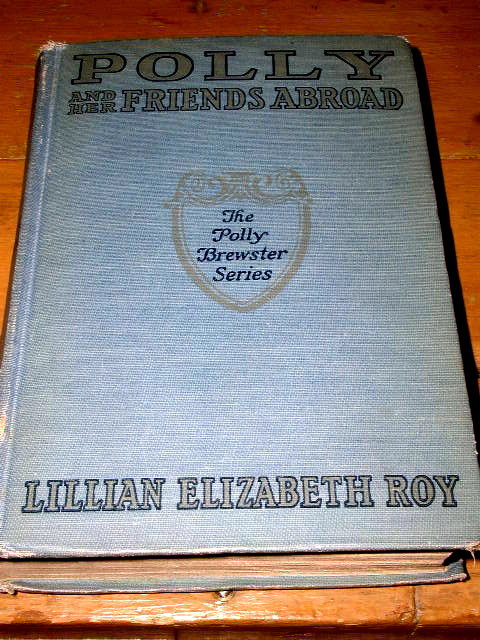 POLLY
AND HER FRIENDS ABROAD
The
Polly
Brewster
Series
LILLIAN ELIZABETH ROY